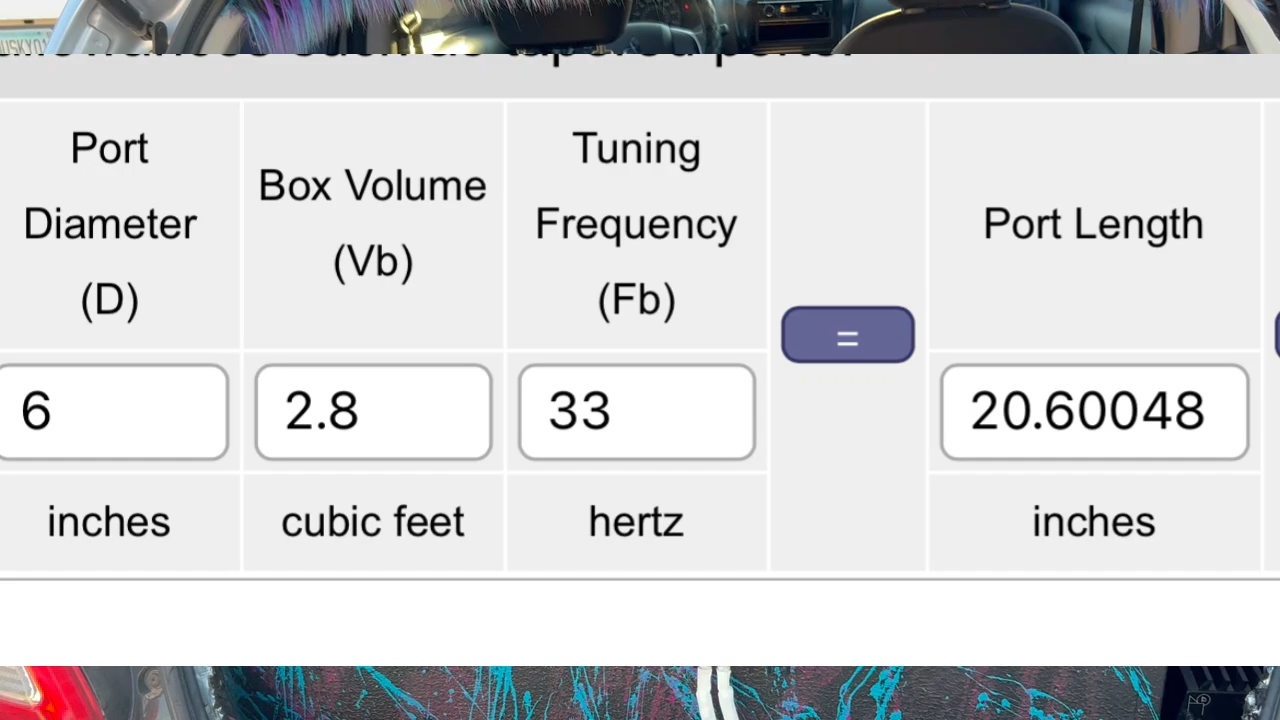 Port
Diameter
(D)
Box Volume
(Vb)
Tuning
Frequency
(Fb)
=
Port Length
6
2.8
33
20.60048
inches
cubic feet
hertz
inches